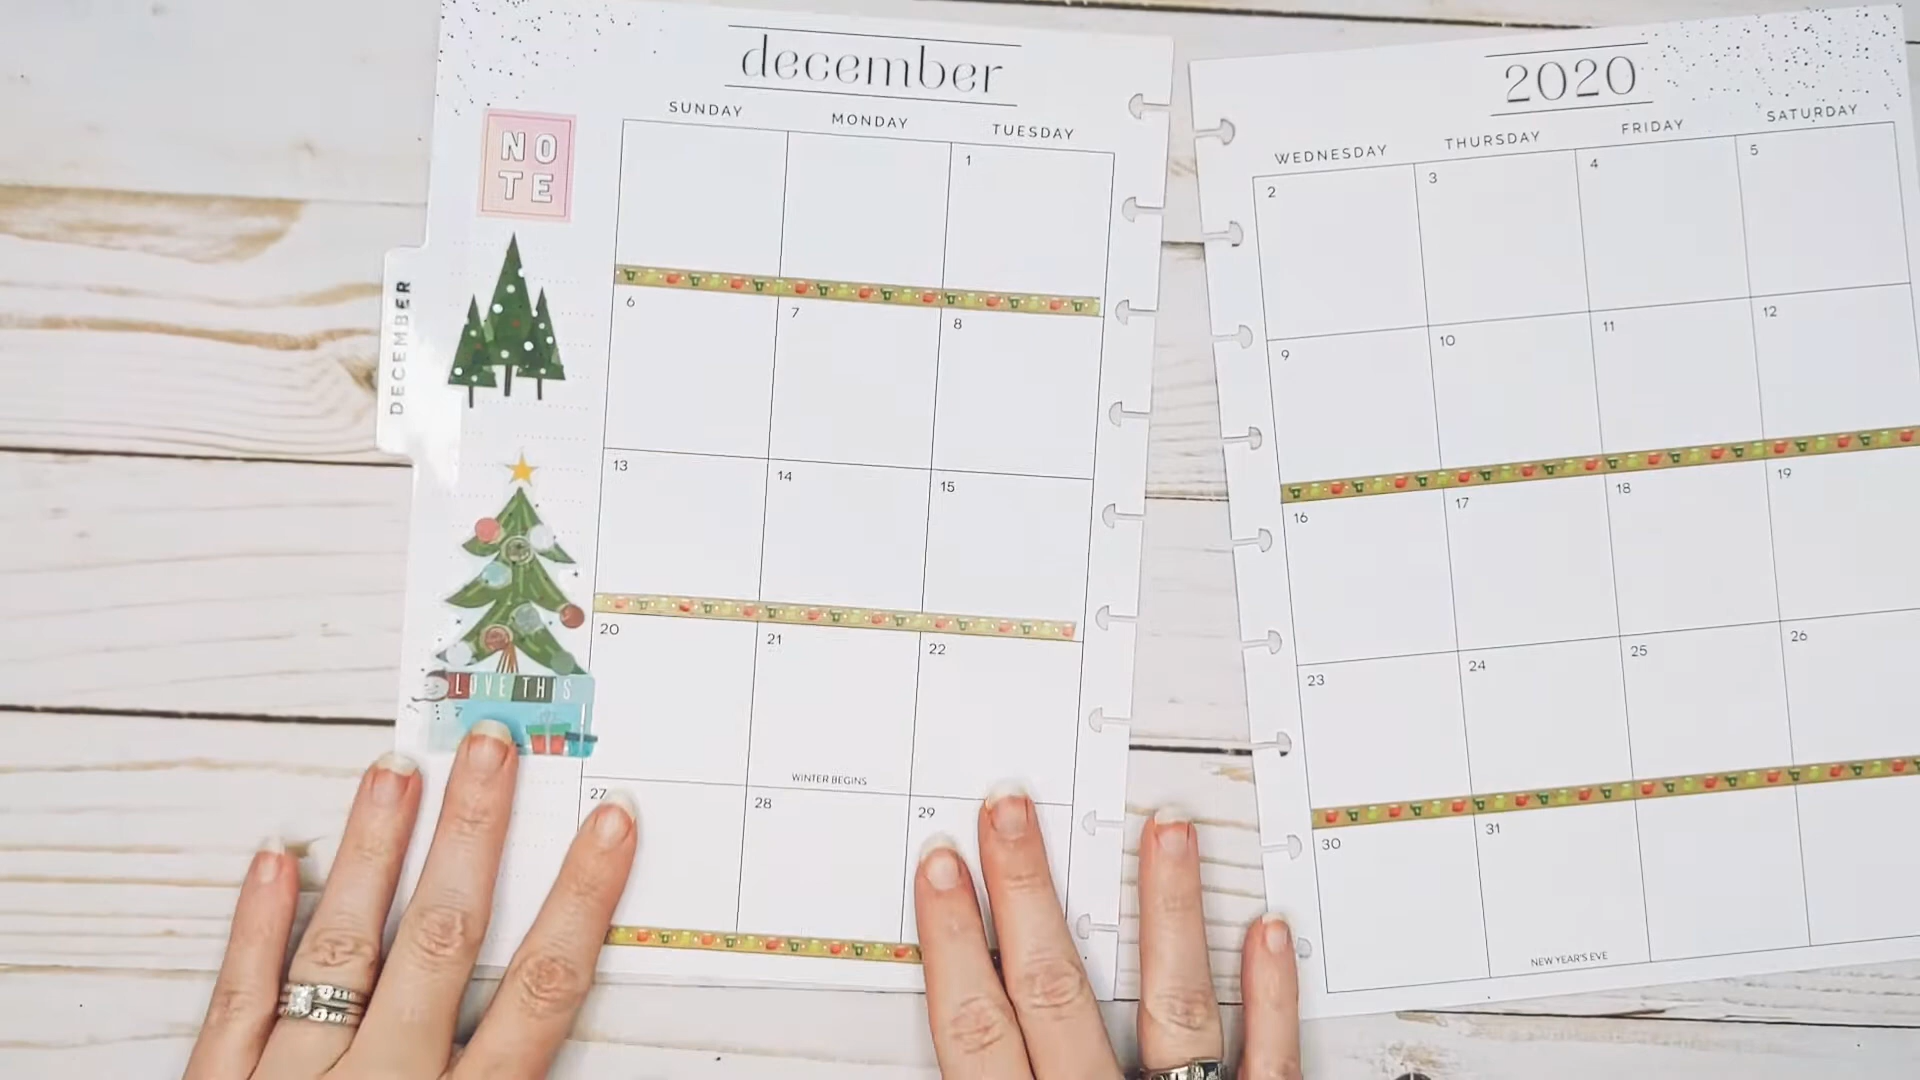 december
2020
SUNDAY MONDAY TUESDAY
WEDNESDAY THURSDAY FRIDAY SATURDAY
NO
TE
DECEMBER
1
2 3 4 5
6 7 8
9 10 11 12
13 14 15
16 17 18 19
20 21 22
WINTER BEGINS
23 24 25 26
27 28 29
30 31
NEW YEAR'S EVE
LOVE THIS